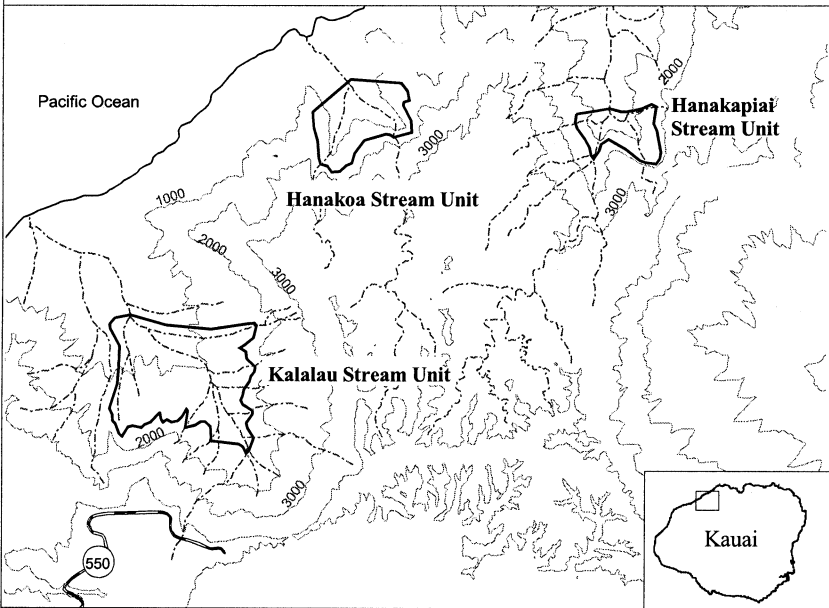 2000
Pacific Ocean
Hanakapiai
Stream Unit
3000
Hanakoa Stream Unit
1000
3000
2000
3000
Kalalau Stream Unit
2000
3000
Kauai
550